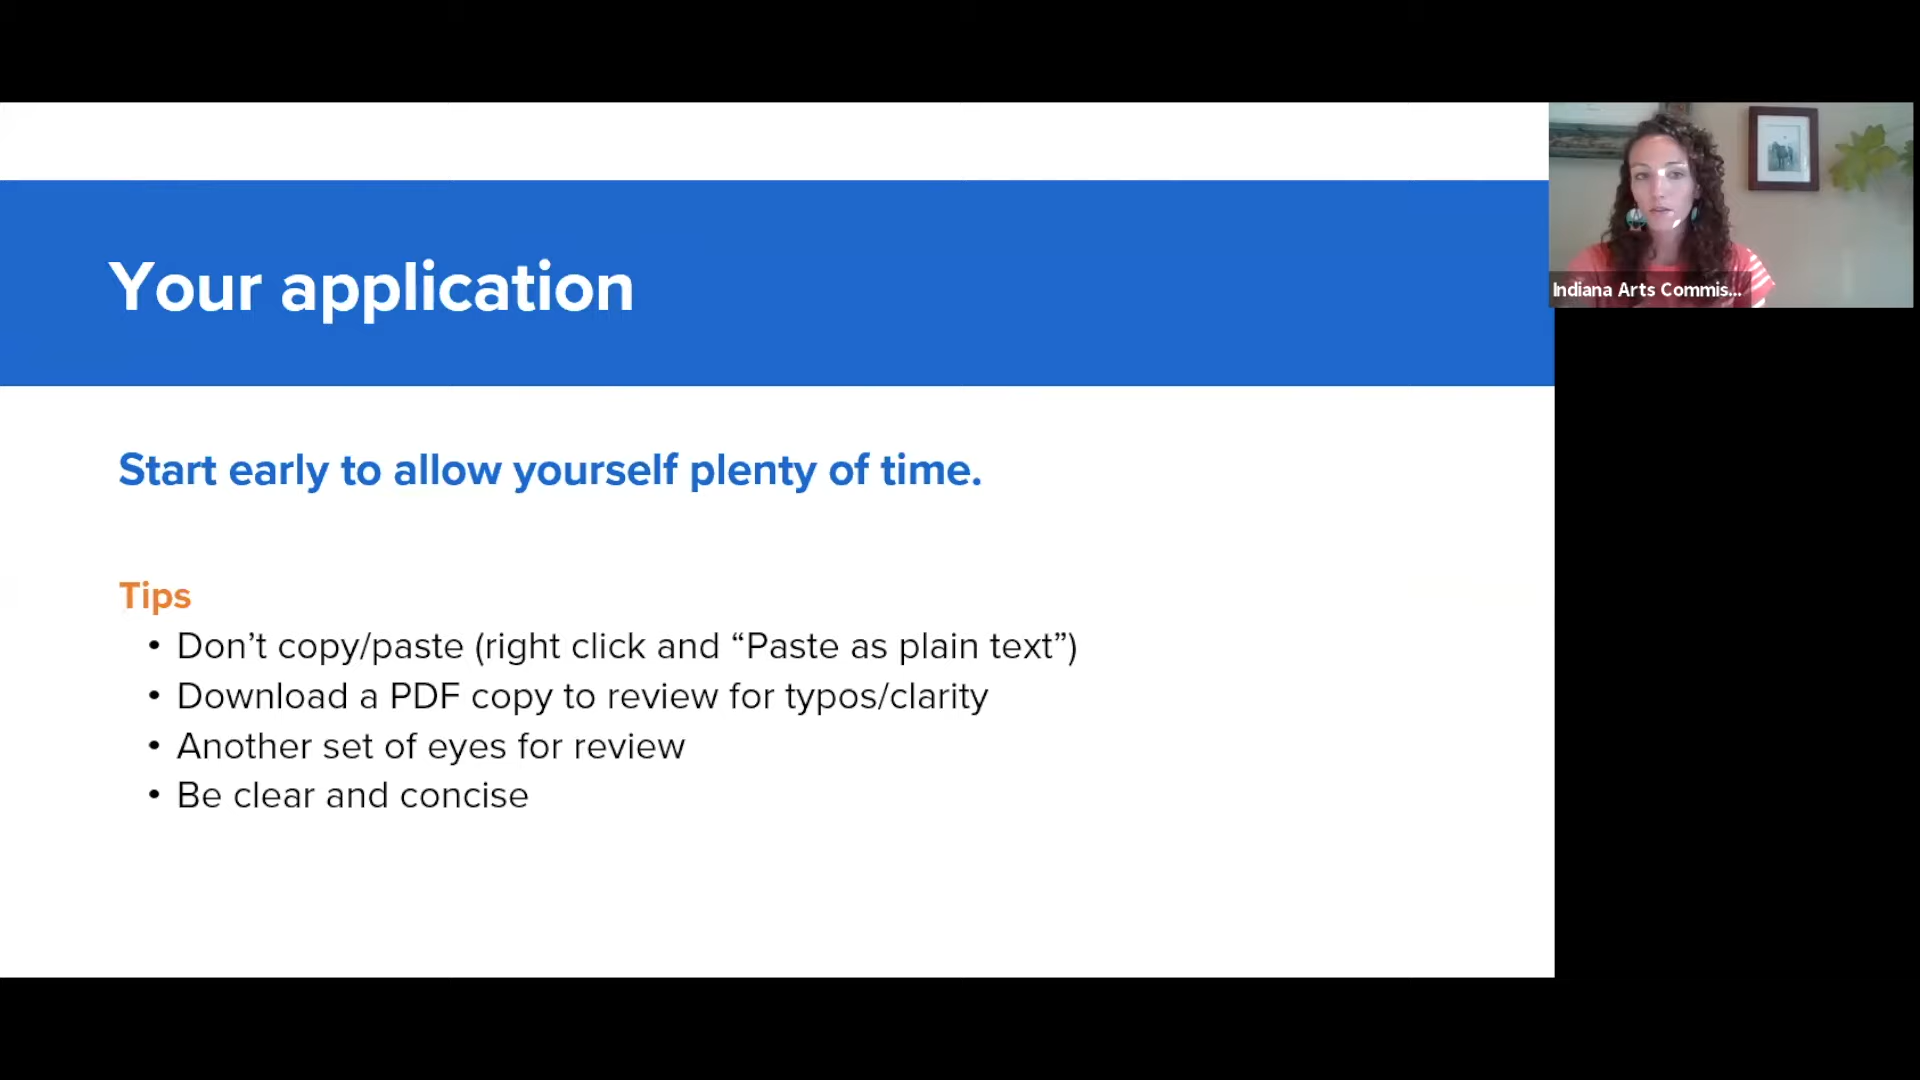 Your application
Indiana Arts Commis...
Start early to allow yourself plenty of time.
Tips
• Don’t copy/paste (right click and “Paste as plain text”)
• Download a PDF copy to review for typos/clarity
• Another set of eyes for review
• Be clear and concise